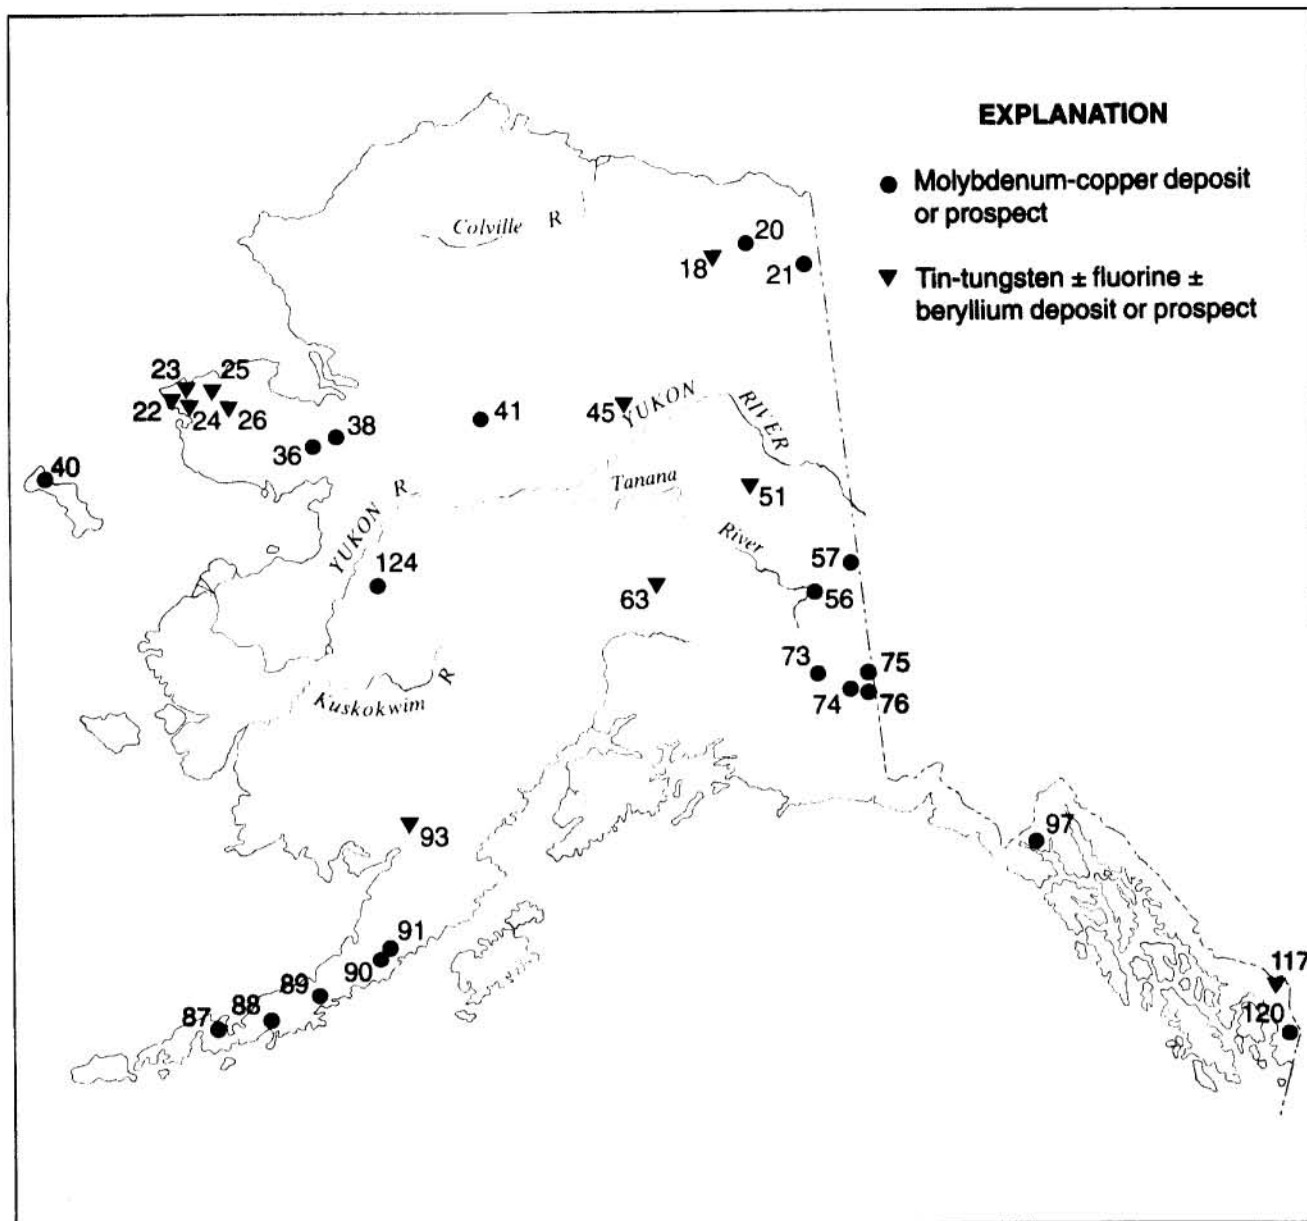 EXPLANATION
Molybdenum-copper deposit
or prospect
Tin-tungsten ± fluorine ±
beryllium deposit or prospect
Colville R
20
18
21
23
25
22
24
26
41
45
YUKON
RIVER
38
36
40
Tanana
51
YUKON R
River
124
57
63
56
73
75
74
76
Kuskokwim R
93
97
91
90
89
88
87
117
120